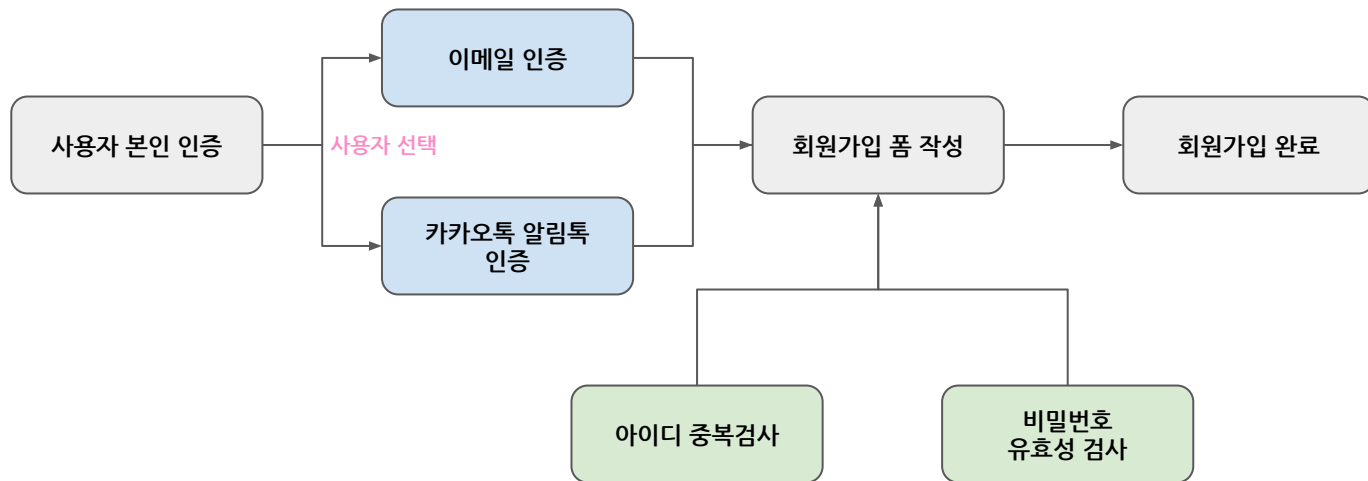 이메일 인증
사용자 본인 인증
사용자 선택
회원가입 폼 작성
회원가입 완료
카카오톡 알림톡
인증
아이디 중복검사
비밀번호
유효성 검사